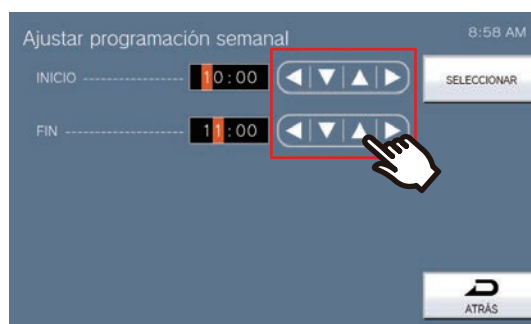 Ajustar programación semanal 8:58 AM
INICIO ----------------- 10:00 SELECCIONAR
FIN -------------------- 11:00
ATRÁS